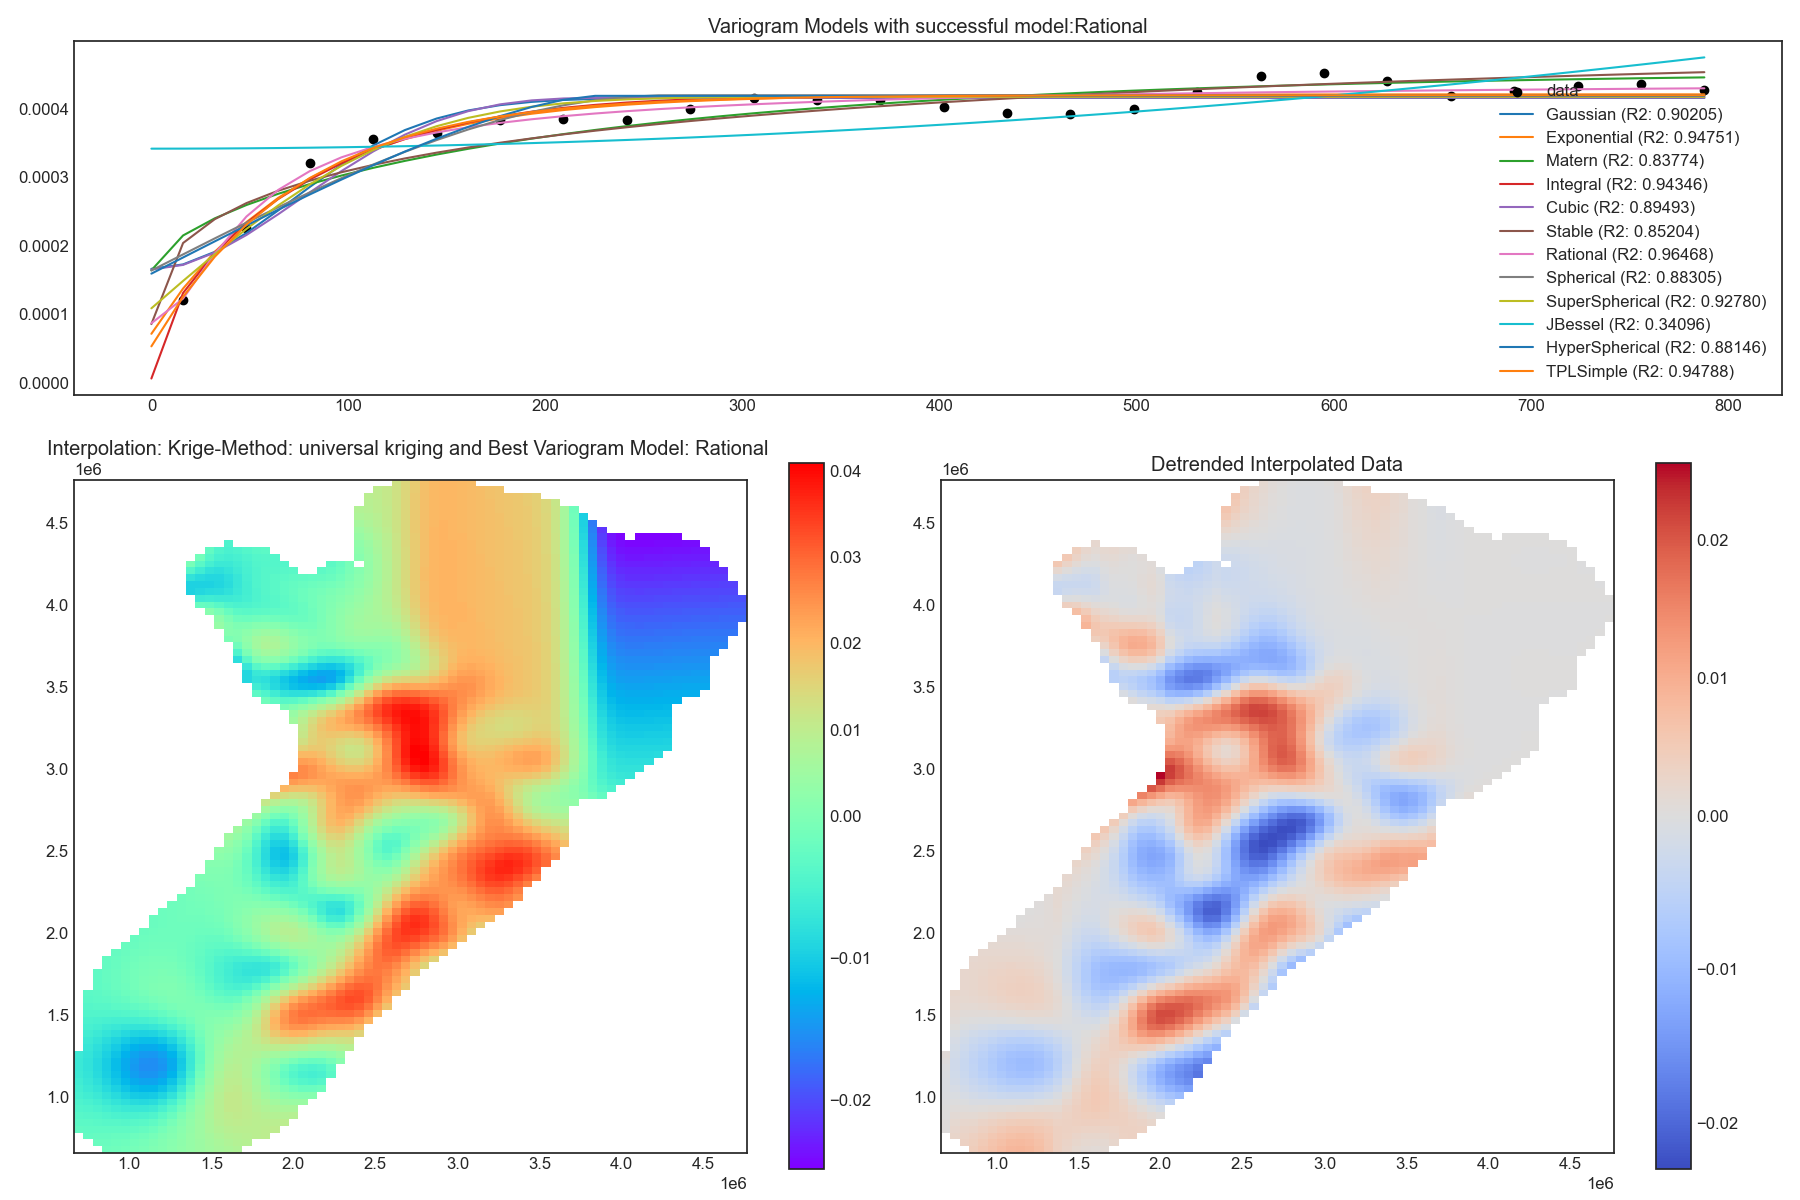 Variogram Models with successful model:Rational
0.0004
0.0003
0.0002
0.0001
0.0000
data
Gaussian (R2: 0.90205)
Exponential (R2: 0.94751)
Matern (R2: 0.83774)
Integral (R2: 0.94346)
Cubic (R2: 0.89493)
Stable (R2: 0.85204)
Rational (R2: 0.96468)
Spherical (R2: 0.88305)
SuperSpherical (R2: 0.92780)
JBessel (R2: 0.34096)
HyperSpherical (R2: 0.88146)
TPLSimple (R2: 0.94788)
0 100 200 300 400 500 600 700 800
Interpolation: Krige-Method: universal kriging and Best Variogram Model: Rational
1e6
4.5
4.0
3.5
3.0
2.5
2.0
1.5
1.0
1.0 1.5 2.0 2.5 3.0 3.5 4.0 4.5
1e6
0.04
0.03
0.02
0.01
0.00
−0.01
−0.02
Detrended Interpolated Data
1e6
4.5
4.0
3.5
3.0
2.5
2.0
1.5
1.0
1.0 1.5 2.0 2.5 3.0 3.5 4.0 4.5
1e6
0.02
0.01
0.00
−0.01
−0.02